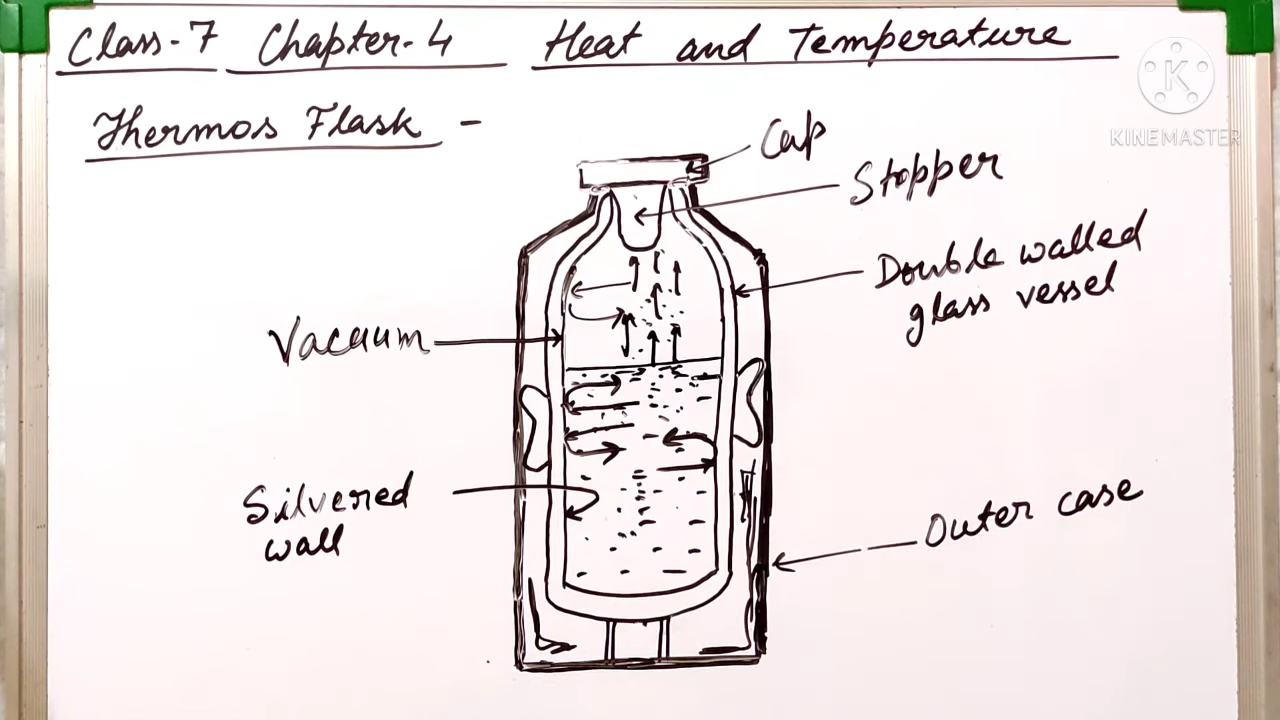 Class-7 Chapter-4 Heat and Temperature
K
KINEMASTER
Thermos Flask -
Cap
Stopper
Double walled
glass vessel
Vacuum
Silvered
wall
Outer case